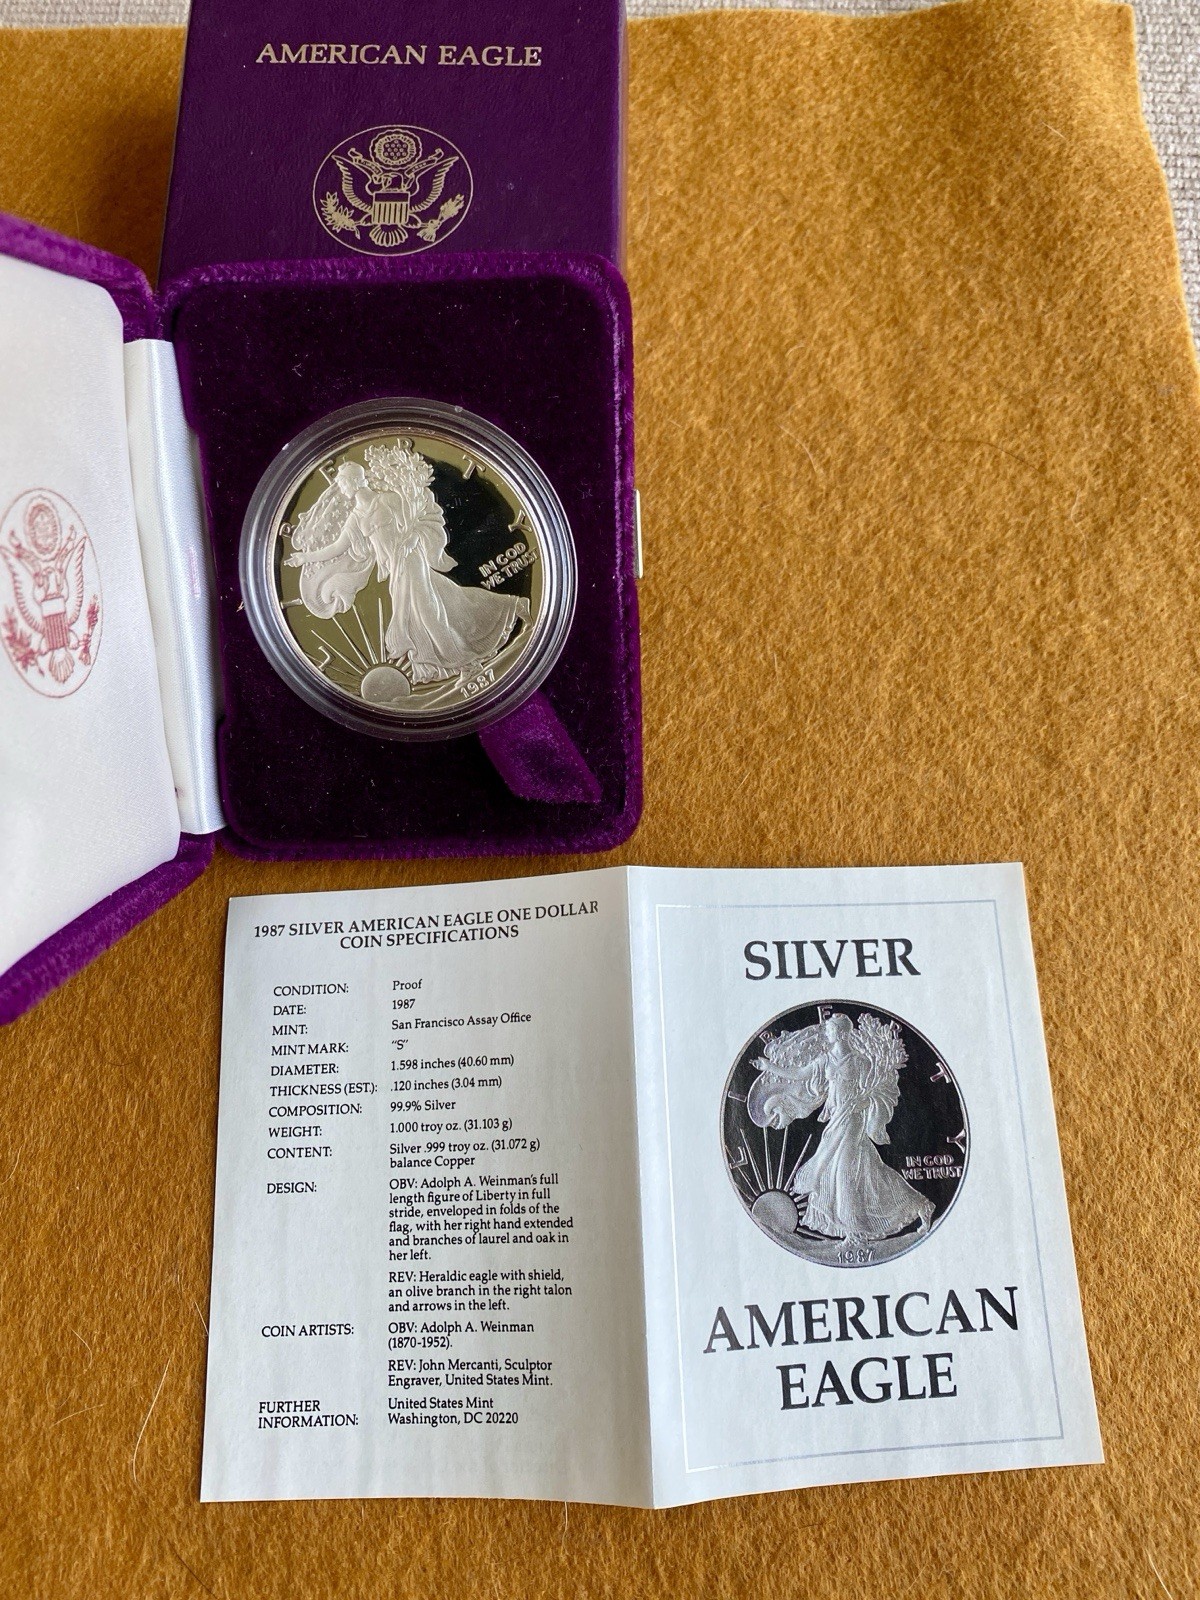 AMERICAN EAGLE
LIBERTY
IN GOD
WE TRUST
1987
1987 SILVER AMERICAN EAGLE ONE DOLLAR
COIN SPECIFICATIONS
CONDITION: Proof
DATE: 1987
MINT: San Francisco Assay Office
MINT MARK: "S"
DIAMETER: 1.598 inches (40.60 mm)
THICKNESS (EST.): .120 inches (3.04 mm)
COMPOSITION: 99.9% Silver
WEIGHT: 1.000 troy oz. (31.103 g)
CONTENT: Silver .999 troy oz. (31.072 g)
balance Copper
DESIGN: OBV: Adolph A. Weinman's full
length figure of Liberty in full
stride, enveloped in folds of the
flag, with her right hand extended
and branches of laurel and oak in
her left.
REV: Heraldic eagle with shield,
an olive branch in the right talon
and arrows in the left.
COIN ARTISTS: OBV: Adolph A. Weinman
(1870-1952).
REV: John Mercanti, Sculptor
Engraver, United States Mint.
FURTHER
INFORMATION: United States Mint
Washington, DC 20220
SILVER
LIBERTY
IN GOD
WE TRUST
1987
AMERICAN
EAGLE